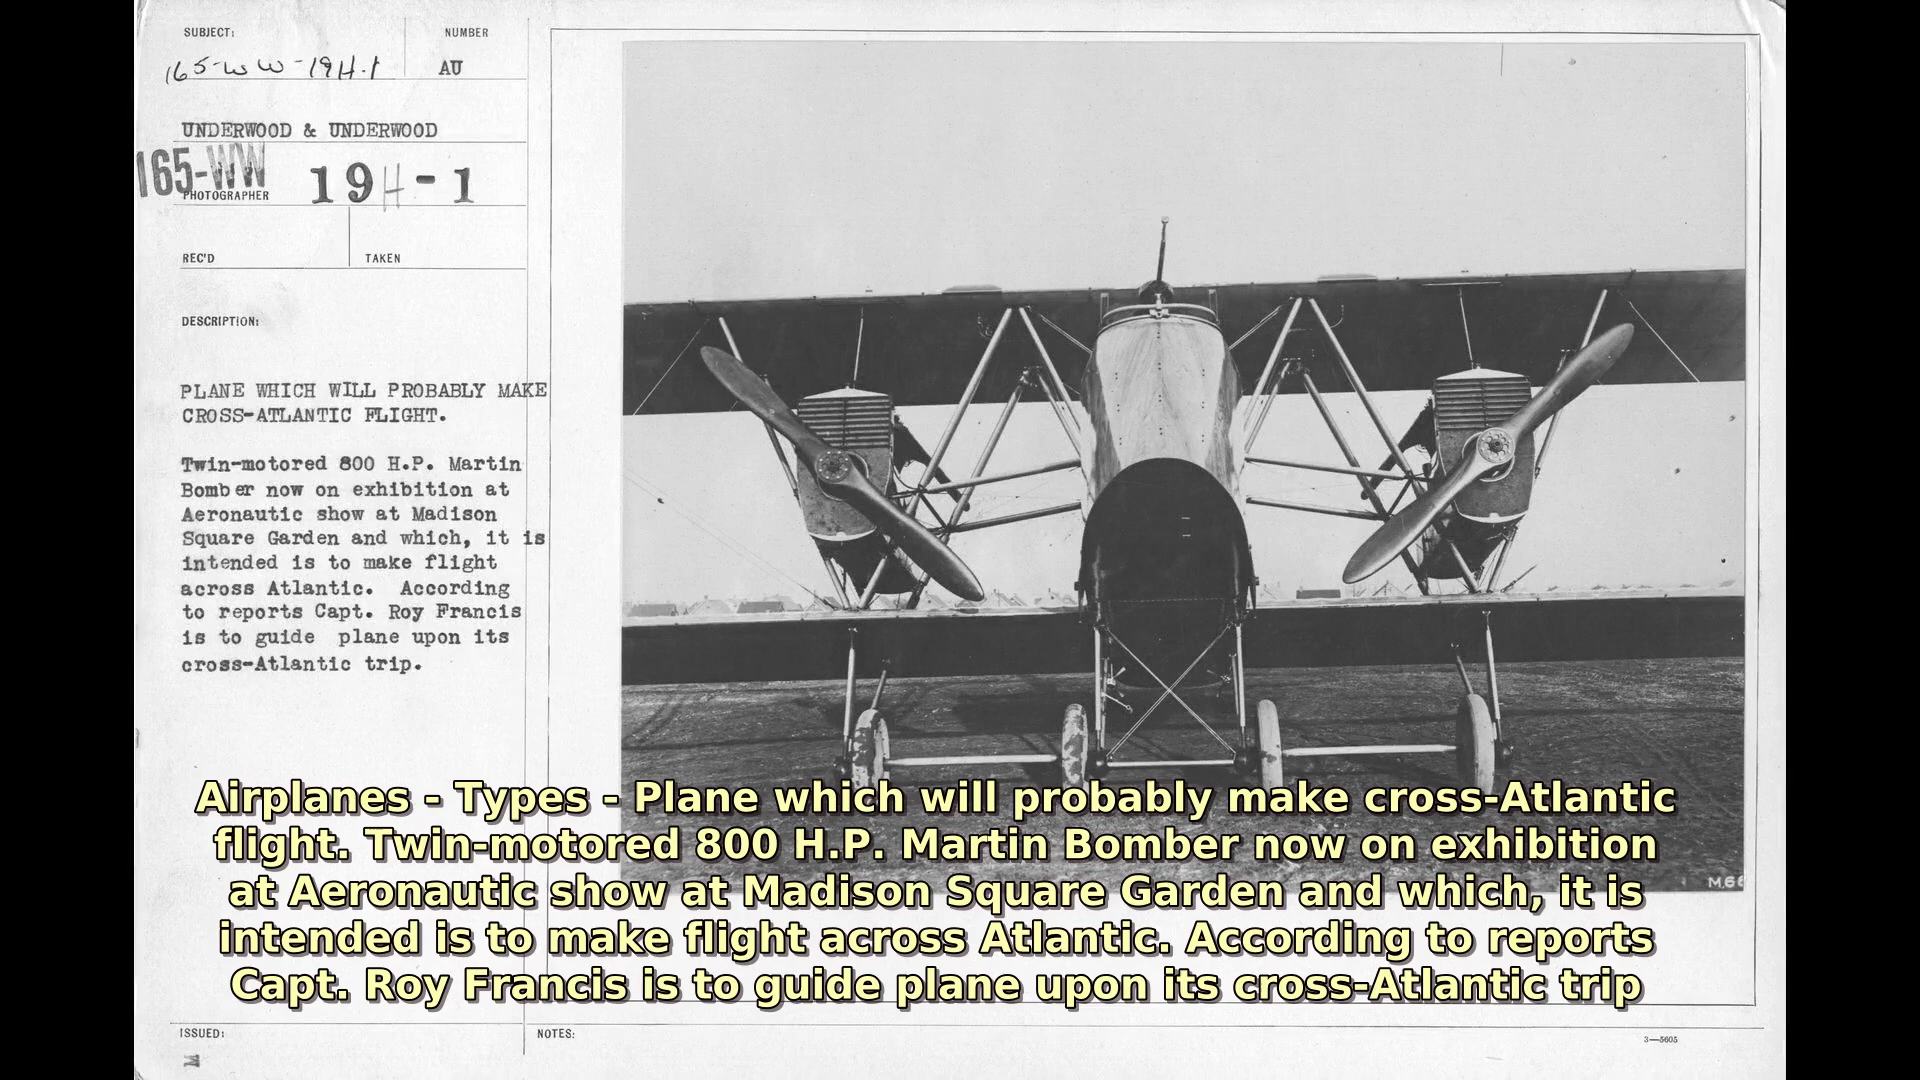 SUBJECT:
NUMBER
165-WW-19H-1
AU
UNDERWOOD & UNDERWOOD
165-WW
PHOTOGRAPHER
19H-1
REC'D
TAKEN
DESCRIPTION:
PLANE WHICH WILL PROBABLY MAKE
CROSS-ATLANTIC FLIGHT.
Twin-motored 800 H.P. Martin
Bomber now on exhibition at
Aeronautic show at Madison
Square Garden and which, it is
intended is to make flight
across Atlantic. According
to reports Capt. Roy Francis
is to guide plane upon its
cross-Atlantic trip.
M.66
Airplanes - Types - Plane which will probably make cross-Atlantic
flight. Twin-motored 800 H.P. Martin Bomber now on exhibition
at Aeronautic show at Madison Square Garden and which, it is
intended is to make flight across Atlantic. According to reports
Capt. Roy Francis is to guide plane upon its cross-Atlantic trip
ISSUED:
M
NOTES:
3—5605